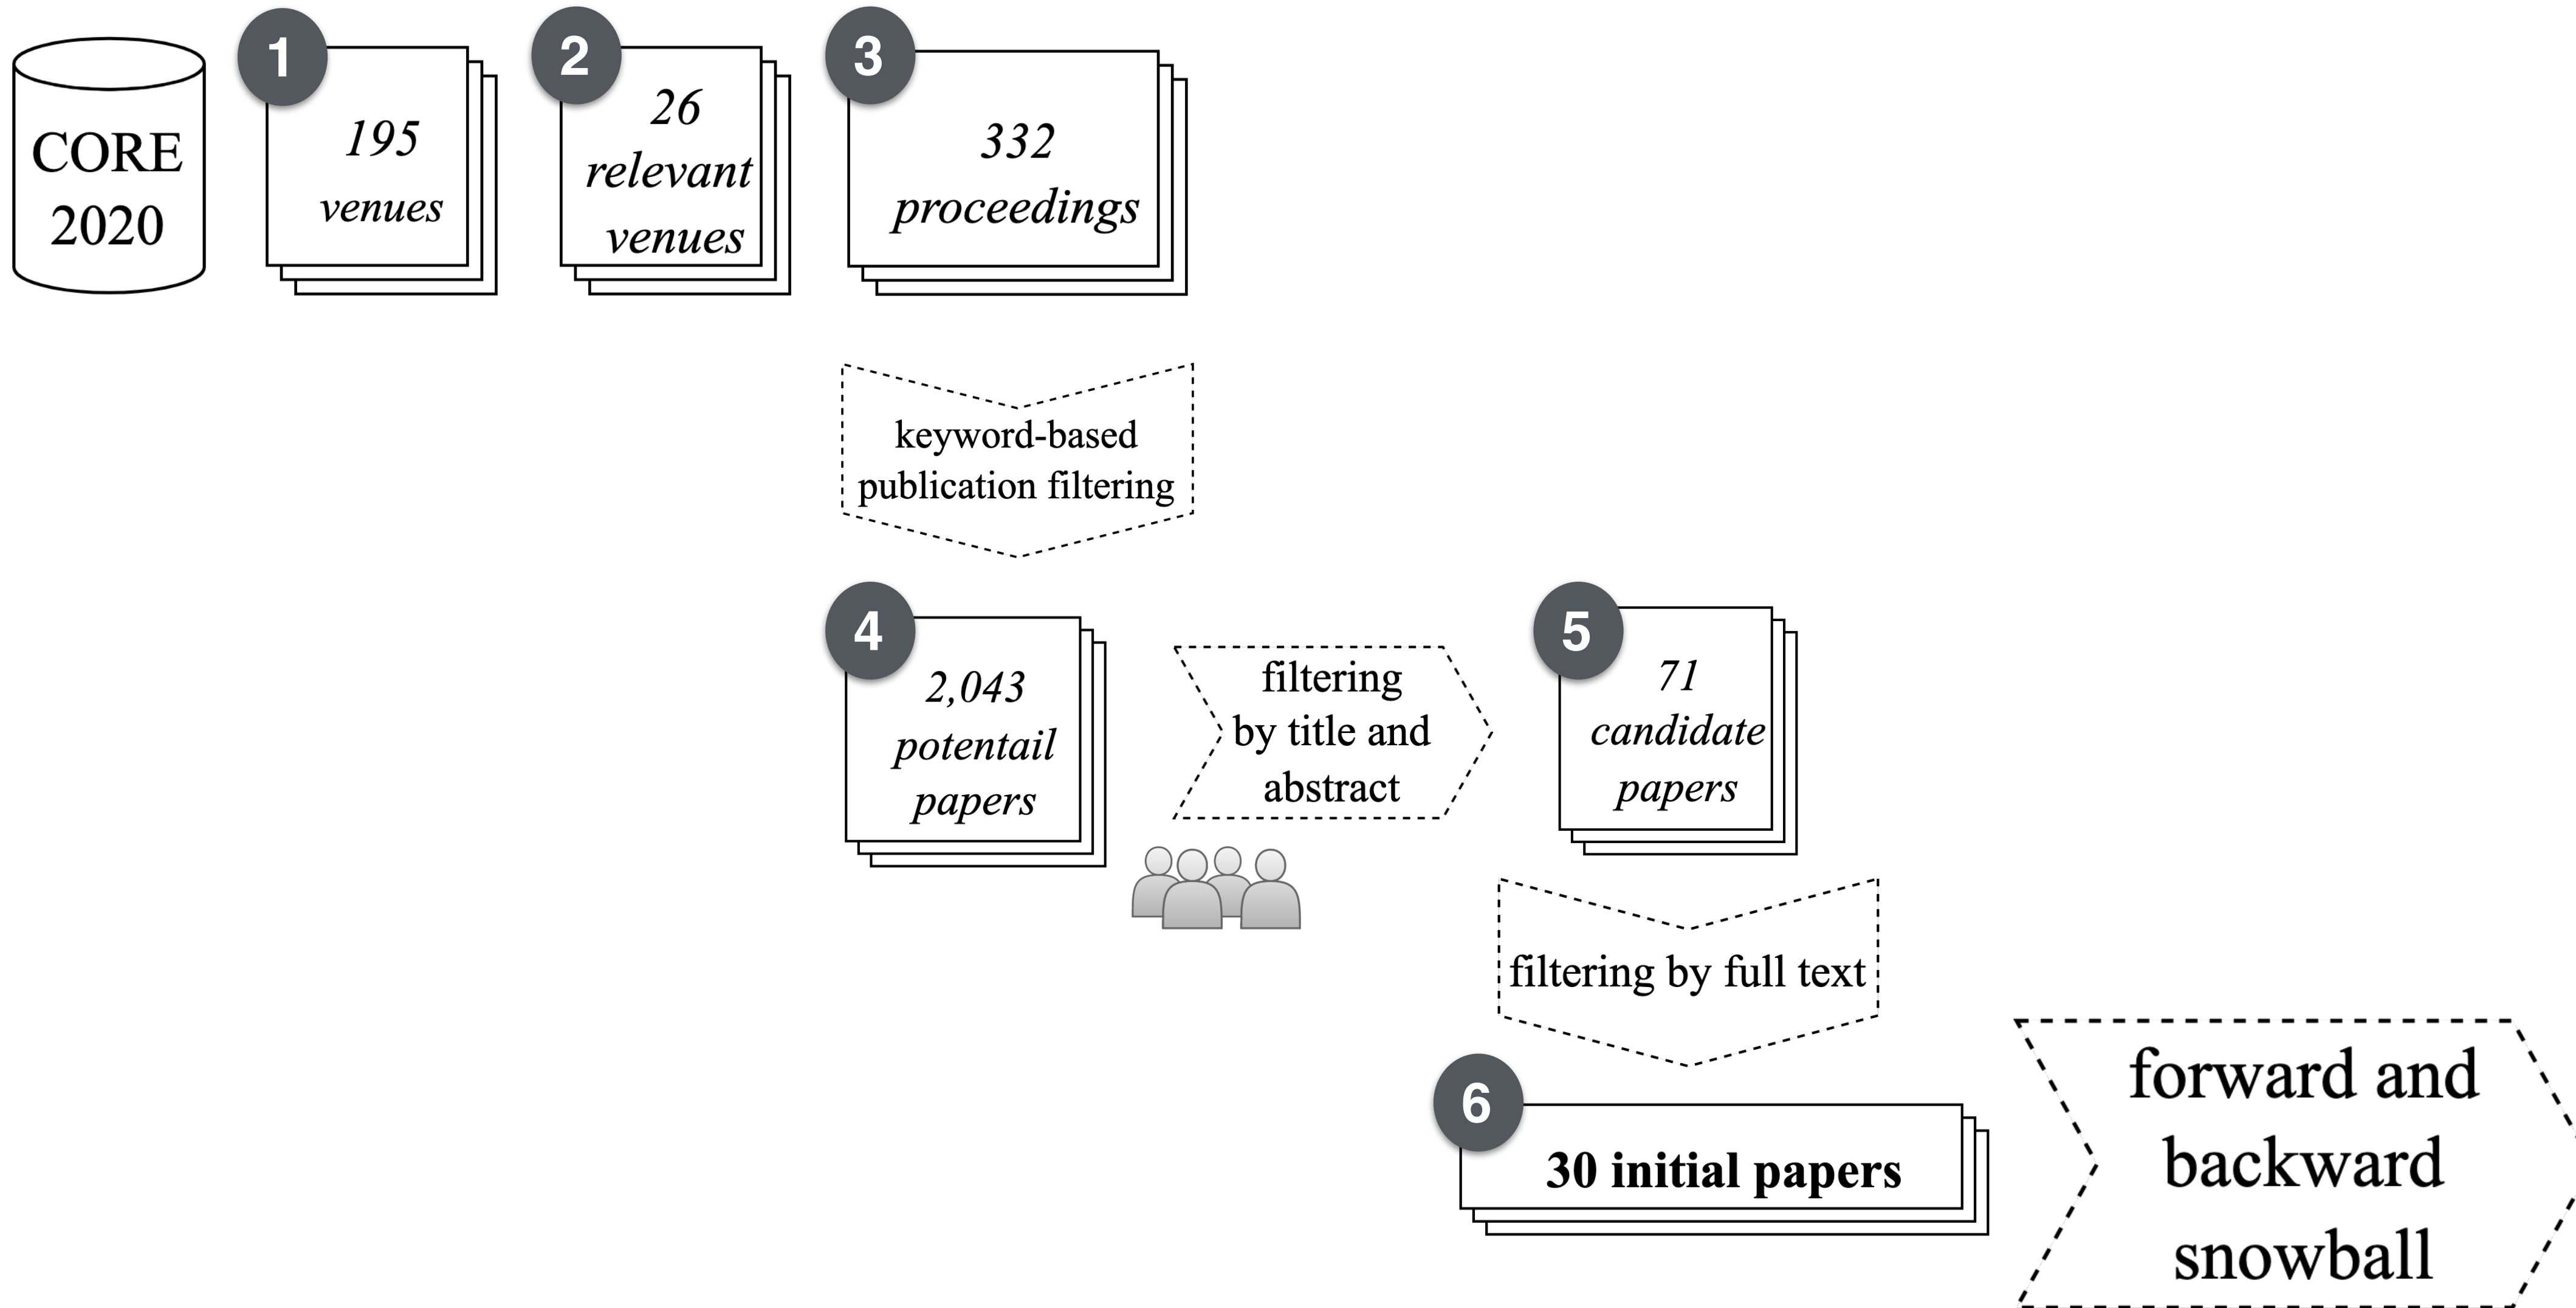 CORE
2020
1
195
venues
2
26
relevant
venues
3
332
proceedings
keyword-based
publication filtering
4
2,043
potentail
papers
filtering
by title and
abstract
5
71
candidate
papers
filtering by full text
6
30 initial papers
forward and
backward
snowball